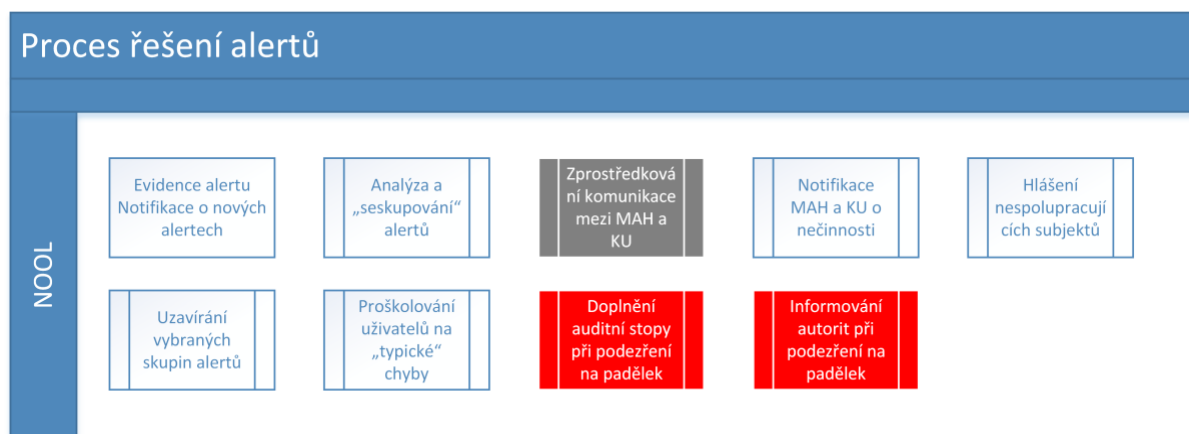 Proces řešení alertů
NOOL
Evidence alertu
Notifikace o nových
alertech
Analýza a
„seskupování“
alertů
Zprostředková
ní komunikace
mezi MAH a
KU
Notifikace
MAH a KU o
nečinnosti
Hlášení
nespolupracují
cích subjektů
Uzavírání
vybraných
skupin alertů
Proškolování
uživatelů na
„typické“
chyby
Doplnění
auditní stopy
při podezření
na padělek
Informování
autorit při
podezření na
padělek